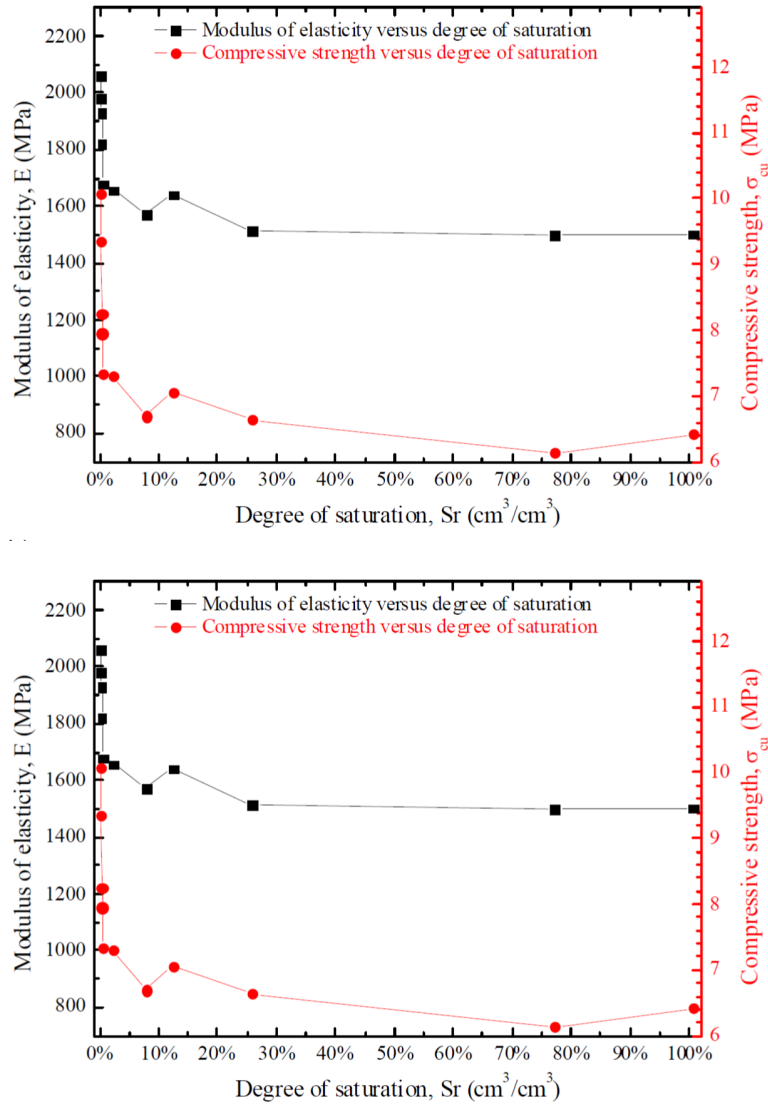 2200
2000
1800
1600
1400
1200
1000
800
Modulus of elasticity, E (MPa)
Modulus of elasticity versus degree of saturation
Compressive strength versus degree of saturation
12
11
10
9
8
7
6
Compressive strength, σcu (MPa)
0% 10% 20% 30% 40% 50% 60% 70% 80% 90% 100%
Degree of saturation, Sr (cm³/cm³)
2200
2000
1800
1600
1400
1200
1000
800
Modulus of elasticity, E (MPa)
Modulus of elasticity versus degree of saturation
Compressive strength versus degree of saturation
12
11
10
9
8
7
6
Compressive strength, σcu (MPa)
0% 10% 20% 30% 40% 50% 60% 70% 80% 90% 100%
Degree of saturation, Sr (cm³/cm³)